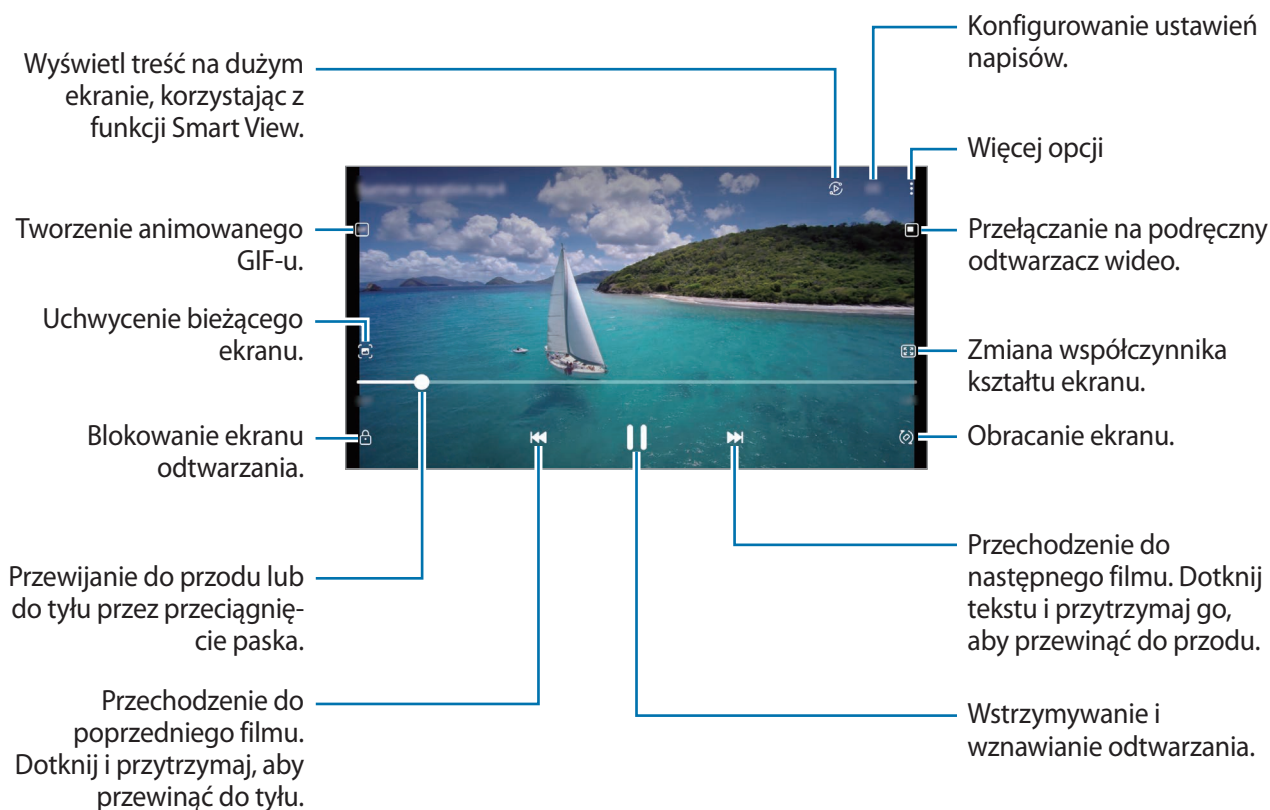 Konfigurowanie ustawień
napisów.
Wyświetl treść na dużym
ekranie, korzystając z
funkcji Smart View.
Więcej opcji
Tworzenie animowanego
GIF-u.
Przełączanie na podręczny
odtwarzacz wideo.
Uchwycenie bieżącego
ekranu.
Zmiana współczynnika
kształtu ekranu.
Blokowanie ekranu
odtwarzania.
Obracanie ekranu.
Przewijanie do przodu lub
do tyłu przez przeciągnię-
cie paska.
Przechodzenie do
następnego filmu. Dotknij
tekstu i przytrzymaj go,
aby przewinąć do przodu.
Przechodzenie do
poprzedniego filmu.
Dotknij i przytrzymaj, aby
przewinąć do tyłu.
Wstrzymywanie i
wznawianie odtwarzania.